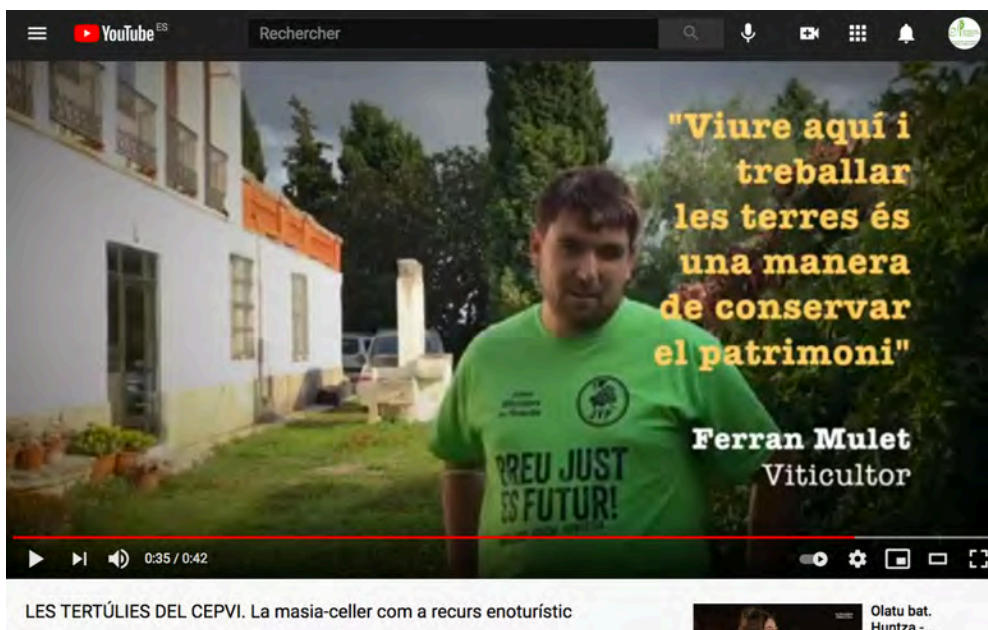 YouTube ES
Rechercher
"Viure aquí i
treballar
les terres és
una manera
de conservar
el patrimoni"
Ferran Mulet
Viticultor
JVP
PREU JUST
ÉS FUTUR!
0:35 / 0:42
LES TERTÚLIES DEL CEPVI. La masia-celler com a recurs enoturístic
Olatu bat.
Huntza -